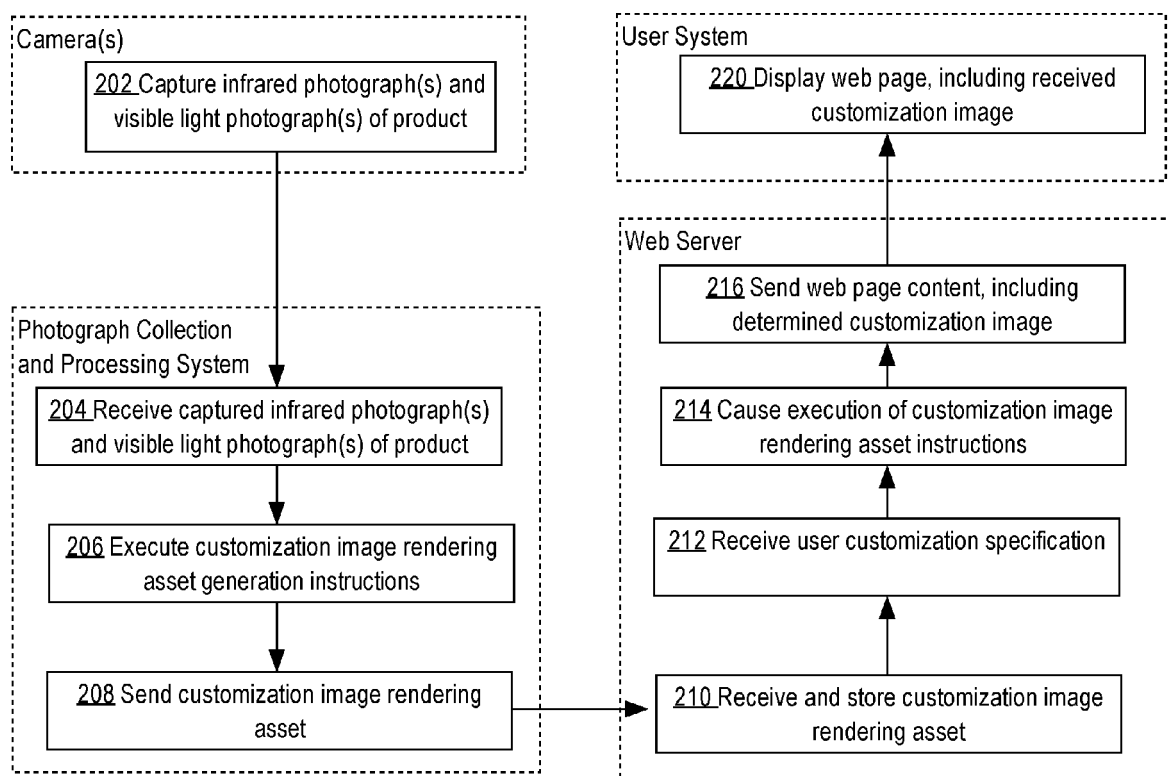 Camera(s)
202 Capture infrared photograph(s) and
visible light photograph(s) of product
Photograph Collection
and Processing System
204 Receive captured infrared photograph(s)
and visible light photograph(s) of product
206 Execute customization image rendering
asset generation instructions
208 Send customization image rendering
asset
User System
220 Display web page, including received
customization image
Web Server
216 Send web page content, including
determined customization image
214 Cause execution of customization image
rendering asset instructions
212 Receive user customization specification
210 Receive and store customization image
rendering asset